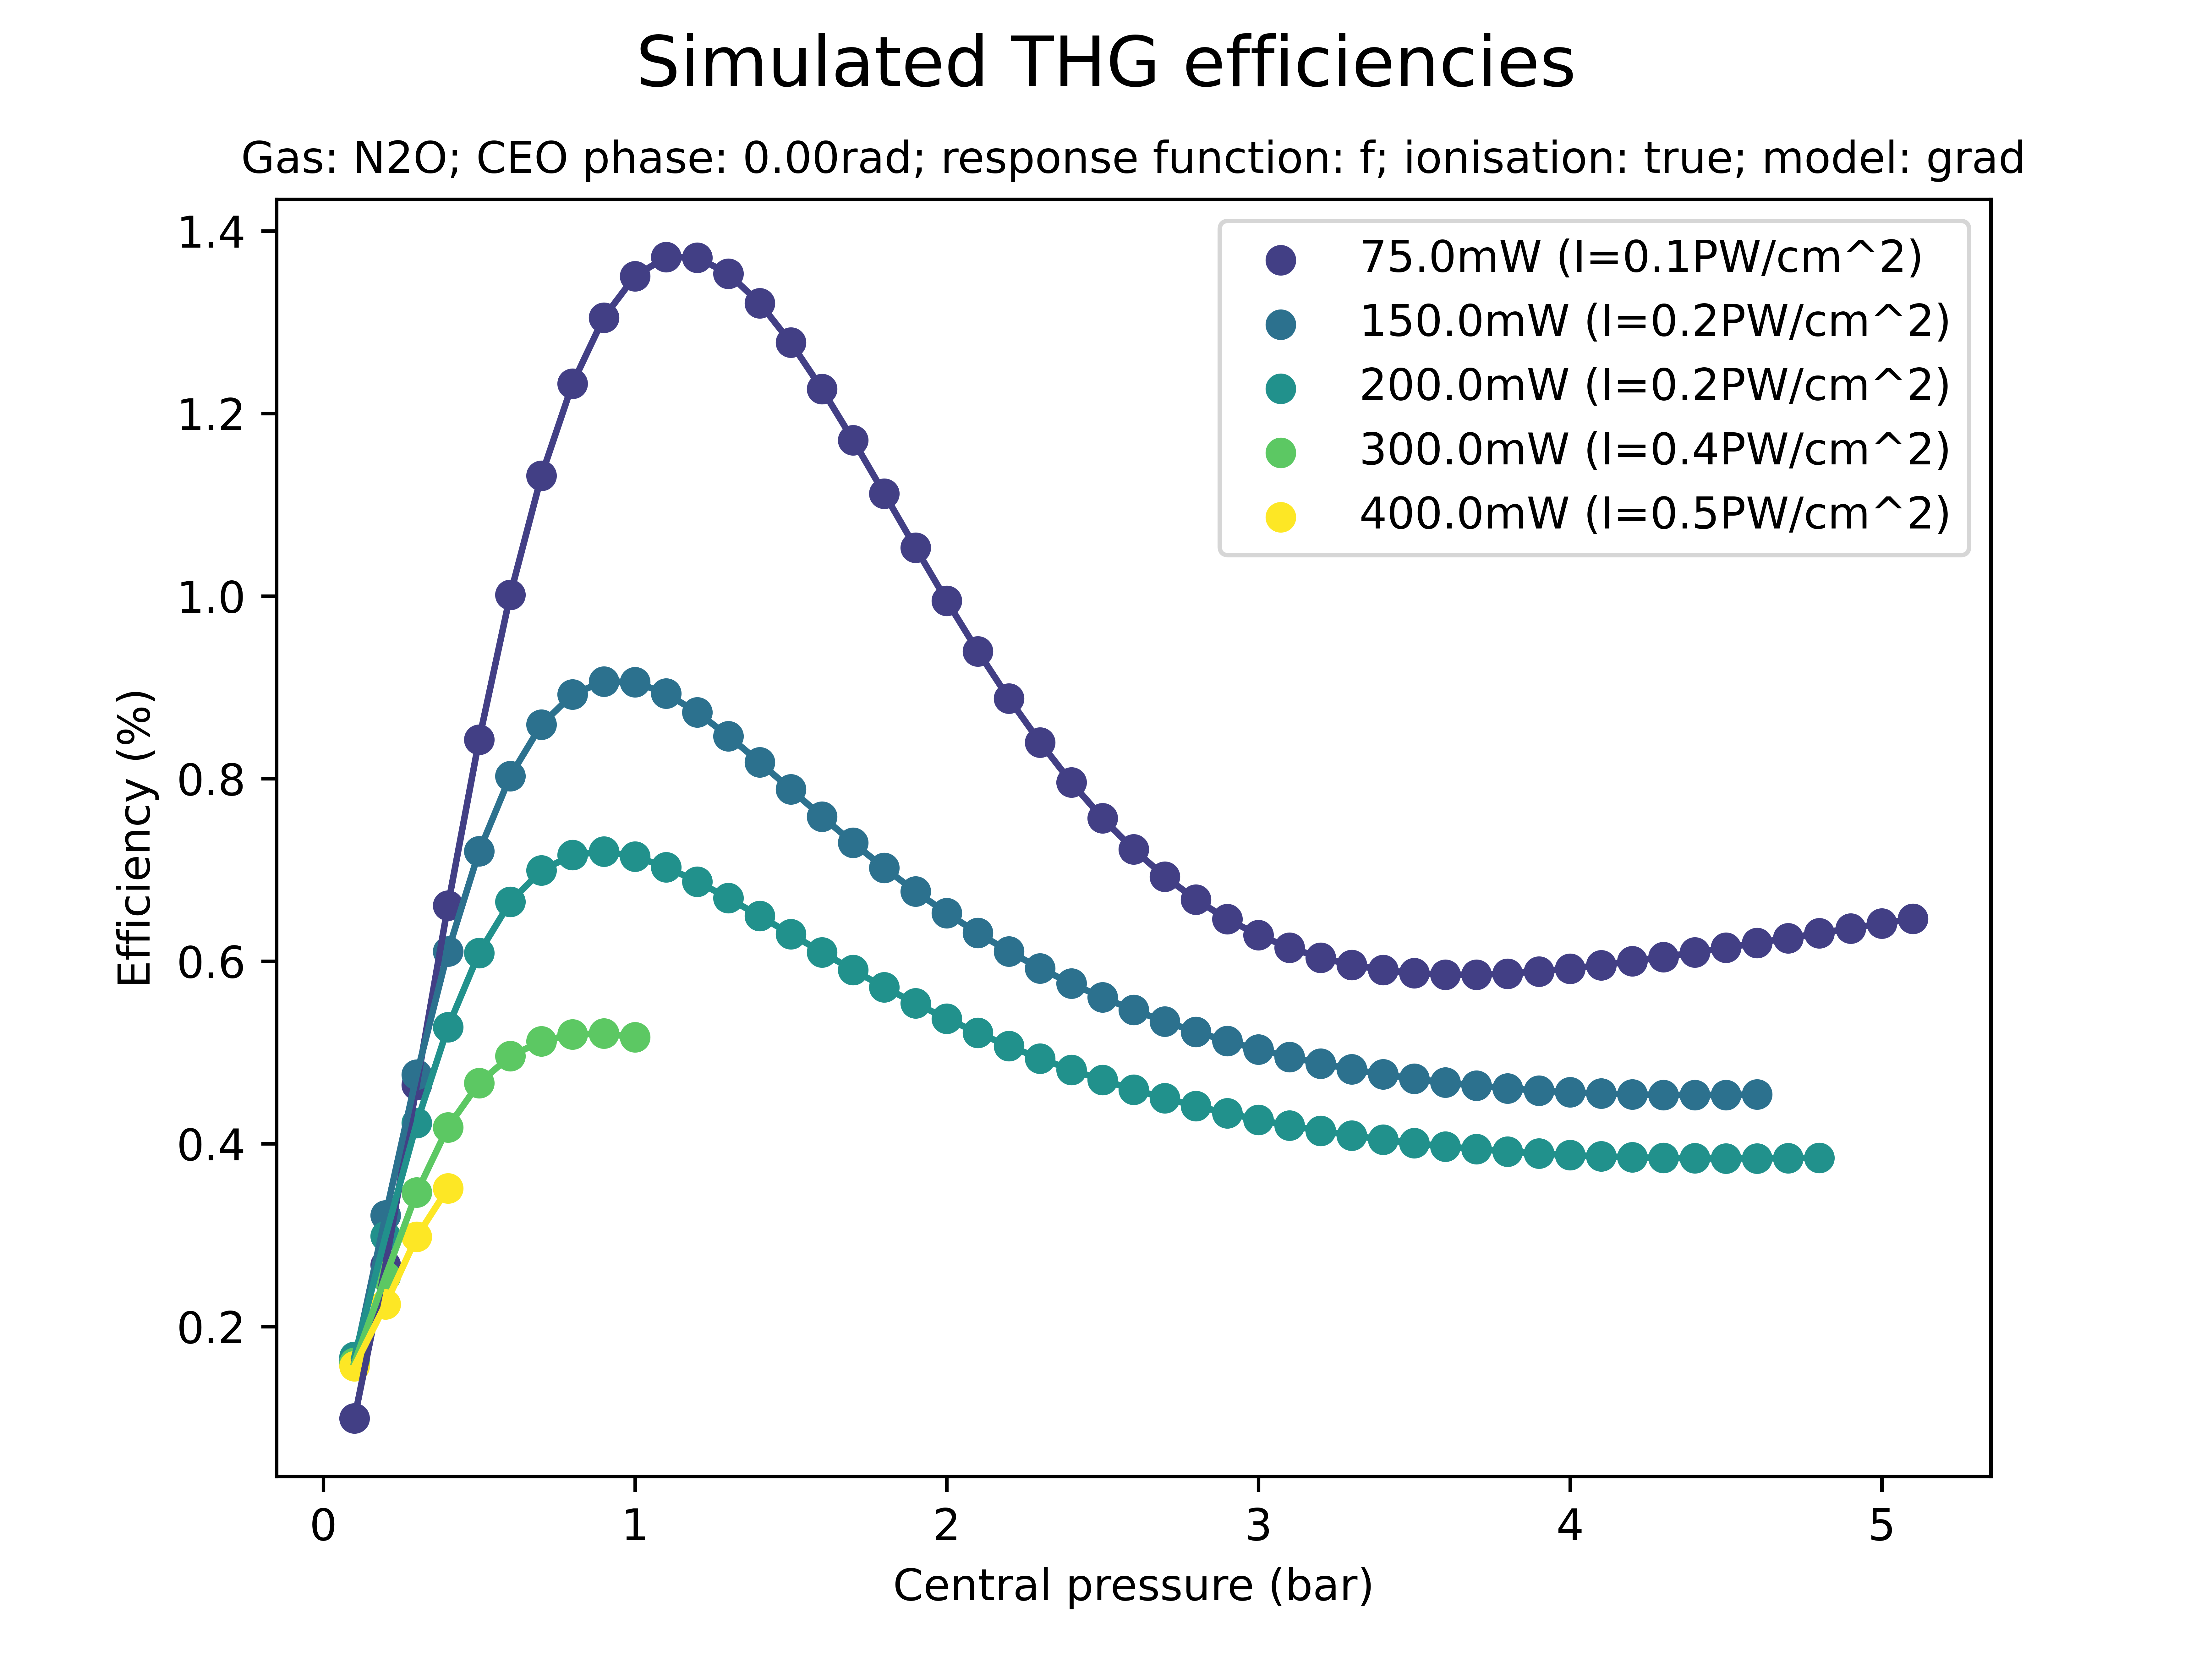 Simulated THG efficiencies
Gas: N2O; CEO phase: 0.00rad; response function: f; ionisation: true; model: grad
1.4
1.2
1.0
0.8
0.6
0.4
0.2
Efficiency (%)
75.0mW (I=0.1PW/cm^2)
150.0mW (I=0.2PW/cm^2)
200.0mW (I=0.2PW/cm^2)
300.0mW (I=0.4PW/cm^2)
400.0mW (I=0.5PW/cm^2)
0 1 2 3 4 5
Central pressure (bar)